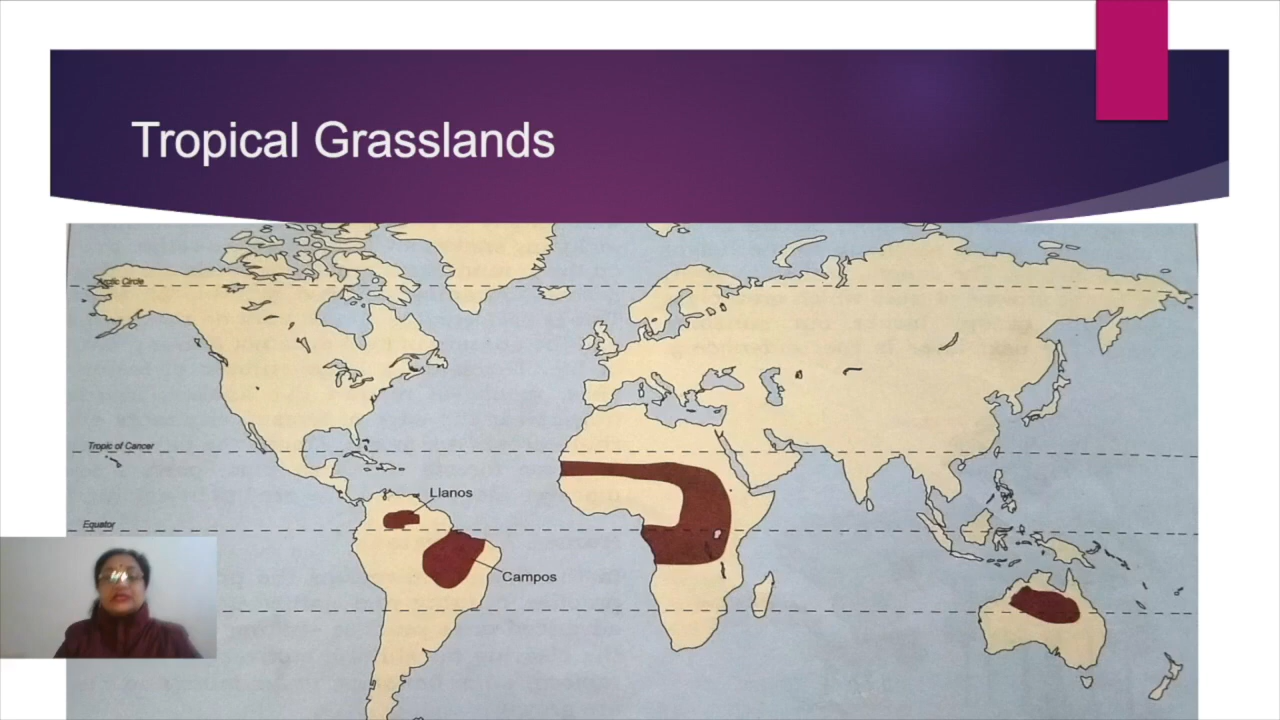 Tropical Grasslands
Arctic Circle
Tropic of Cancer
Llanos
Equator
Campos